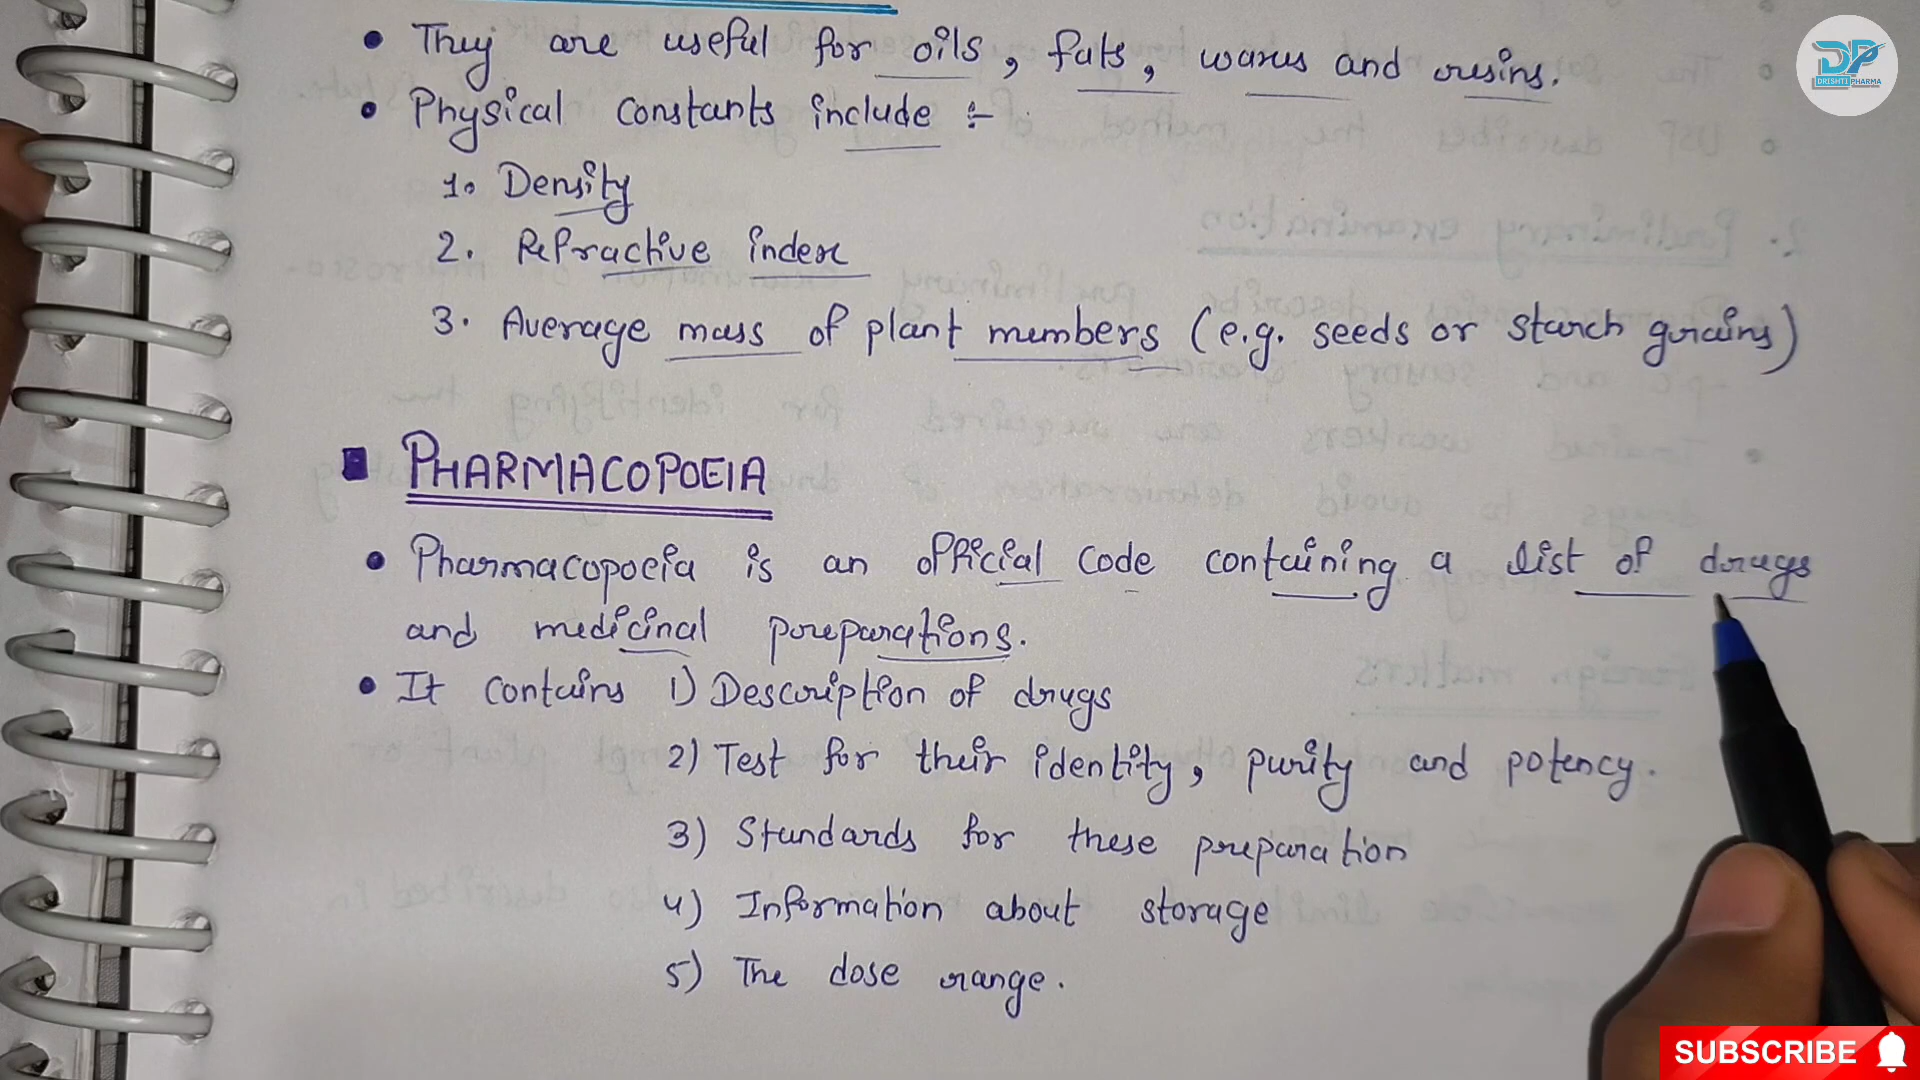 • They are useful for oils, fats, waxes and resins.
• Physical constants include :-
1. Density
2. Refractive index
3. Average mass of plant members (e.g. seeds or starch grains)
■ PHARMACOPOEIA
• Pharmacopoeia is an official code containing a list of drugs
and medicinal preparations.
• It contains 1) Description of drugs
2) Test for their identity, purity and potency.
3) Standards for these preparation
4) Information about storage
5) The dose range.
DP
DRISHTI PHARMA
SUBSCRIBE